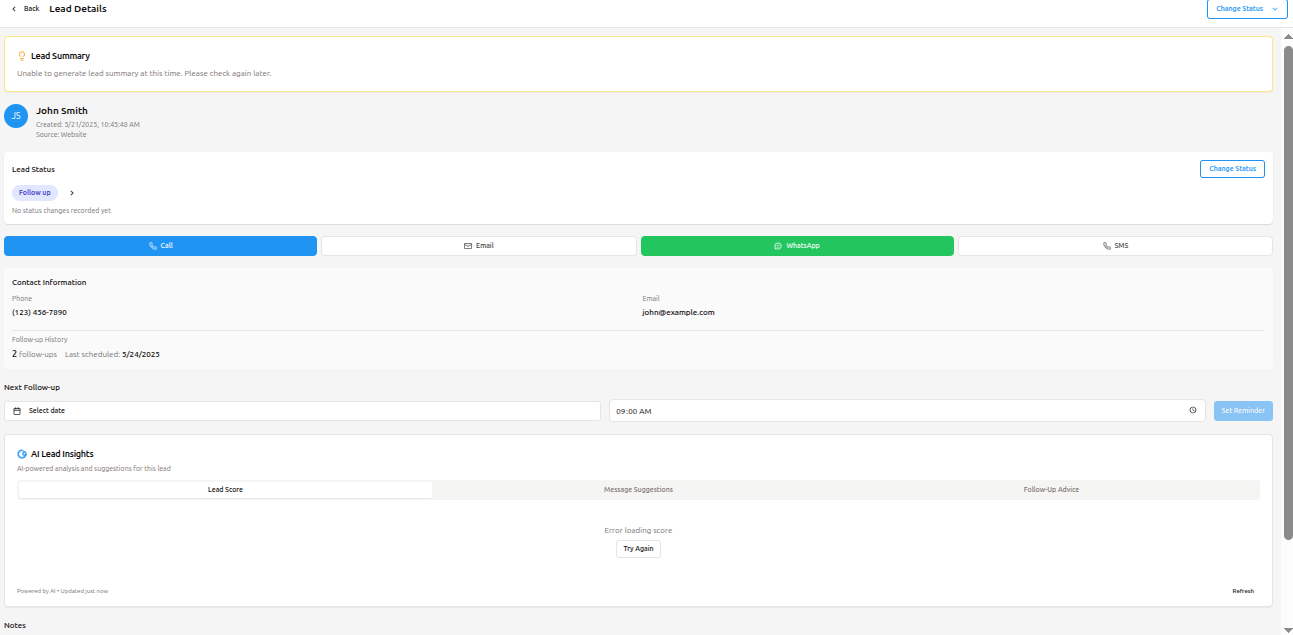 Back Lead Details Change Status
Lead Summary
Unable to generate lead summary at this time. Please check again later.
JS
John Smith
Created: 5/21/2025, 10:45:48 AM
Source: Website
Lead Status Change Status
Follow up
No status changes recorded yet
Call Email WhatsApp SMS
Contact Information
Phone Email
(123) 456-7890 john@example.com
Follow-up History
2 follow-ups Last scheduled: 5/24/2025
Next Follow-up
Select date 09:00 AM Set Reminder
AI Lead Insights
AI-powered analysis and suggestions for this lead
Lead Score Message Suggestions Follow-Up Advice
Error loading score
Try Again
Powered by AI • Updated just now Refresh
Notes